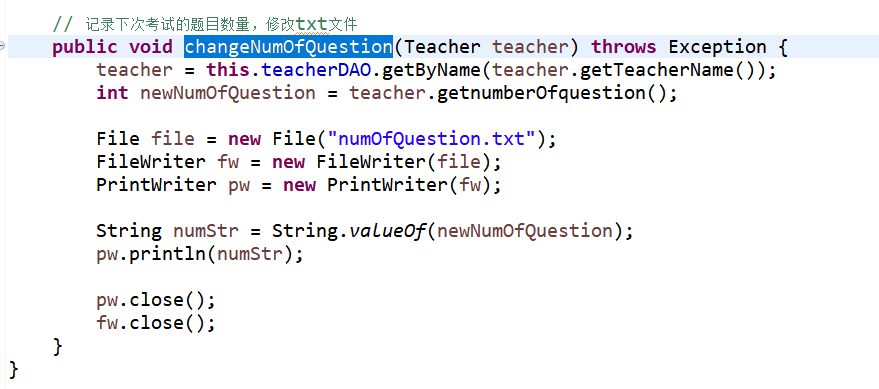 // 记录下次考试的题目数量，修改txt文件
public void changeNumOfQuestion(Teacher teacher) throws Exception {
teacher = this.teacherDAO.getByName(teacher.getTeacherName());
int newNumOfQuestion = teacher.getnumberOfquestion();
File file = new File("numOfQuestion.txt");
FileWriter fw = new FileWriter(file);
PrintWriter pw = new PrintWriter(fw);
String numStr = String.valueOf(newNumOfQuestion);
pw.println(numStr);
pw.close();
fw.close();
}
}